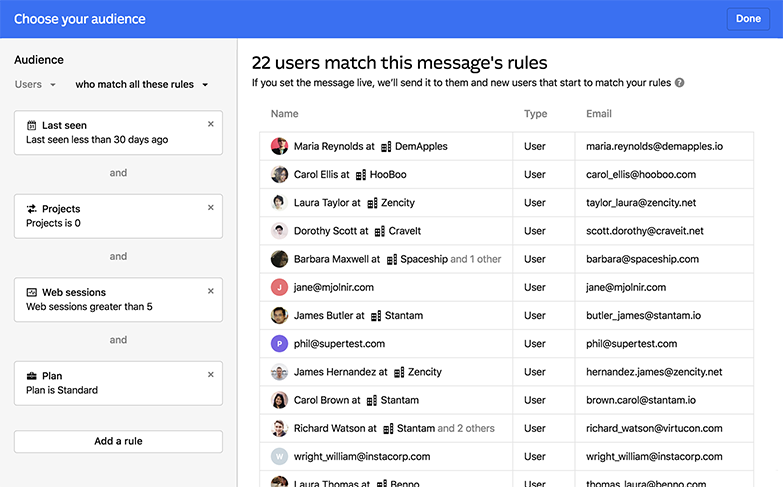 Choose your audience
Done
Audience
Users who match all these rules
Last seen
Last seen less than 30 days ago
and
Projects
Projects is 0
and
Web sessions
Web sessions greater than 5
and
Plan
Plan is Standard
Add a rule
22 users match this message's rules
If you set the message live, we'll send it to them and new users that start to match your rules ?
Name Type Email
Maria Reynolds at DemApples User maria.reynolds@demapples.io
Carol Ellis at HooBoo User carol_ellis@hooboo.com
Laura Taylor at Zencity User taylor_laura@zencity.net
Dorothy Scott at CraveIt User scott.dorothy@craveit.net
Barbara Maxwell at Spaceship and 1 other User barbara@spaceship.com
J jane@mjolnir.com User jane@mjolnir.com
James Butler at Stantam User butler_james@stantam.io
P phil@supertest.com User phil@supertest.com
James Hernandez at Zencity User hernandez.james@zencity.net
Carol Brown at Stantam User brown.carol@stantam.io
Richard Watson at Stantam and 2 others User richard_watson@virtucon.com
W wright_william@instacorp.com User wright_william@instacorp.com
Laura Thomas at Benno User thomas_laura@benno.com